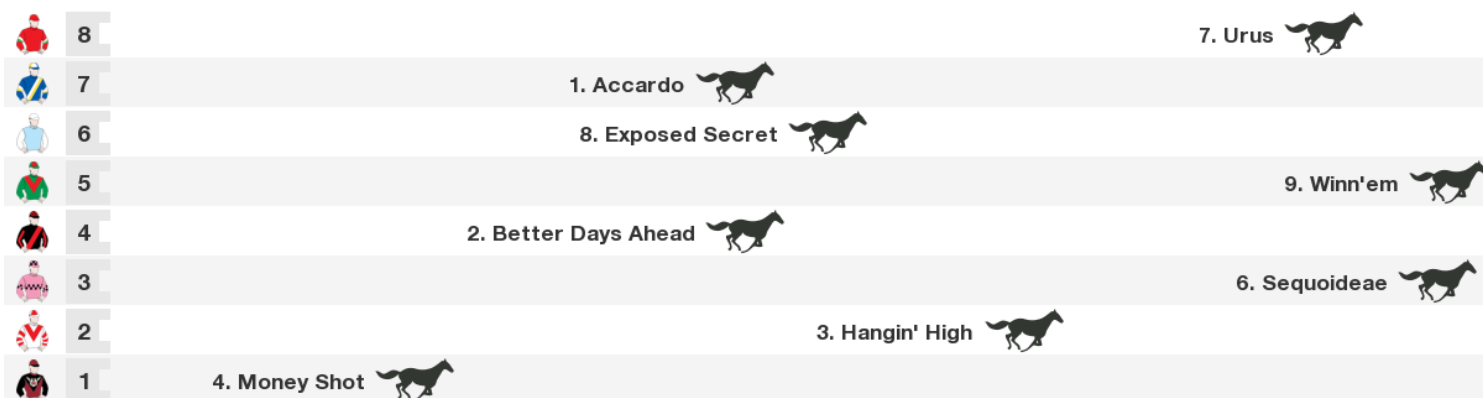 8 7. Urus
7 1. Accardo
6 8. Exposed Secret
5 9. Winn'em
4 2. Better Days Ahead
3 6. Sequoideae
2 3. Hangin' High
1 4. Money Shot